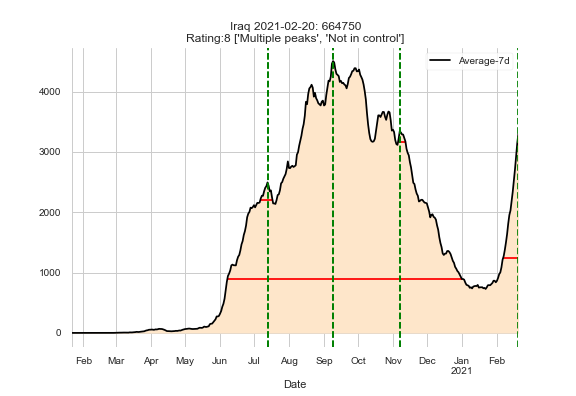 Iraq 2021-02-20: 664750
Rating:8 ['Multiple peaks', 'Not in control']
Average-7d
4000
3000
2000
1000
0
Feb Mar Apr May Jun Jul Aug Sep Oct Nov Dec Jan Feb
2021
Date